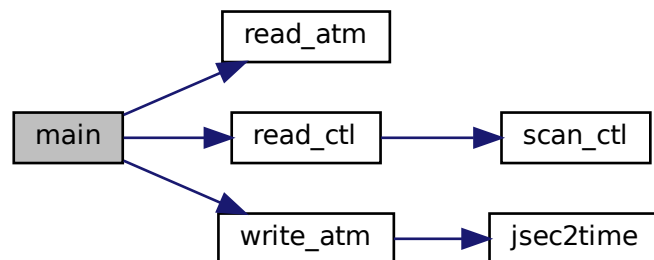 read_atm
main
read_ctl
scan_ctl
write_atm
jsec2time